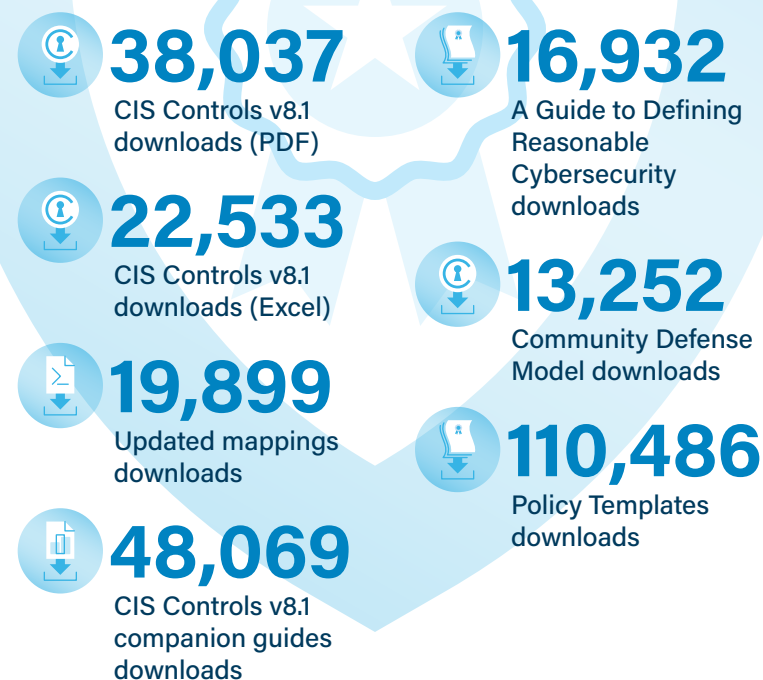 38,037
CIS Controls v8.1
downloads (PDF)
22,533
CIS Controls v8.1
downloads (Excel)
19,899
Updated mappings
downloads
48,069
CIS Controls v8.1
companion guides
downloads
16,932
A Guide to Defining
Reasonable
Cybersecurity
downloads
13,252
Community Defense
Model downloads
110,486
Policy Templates
downloads